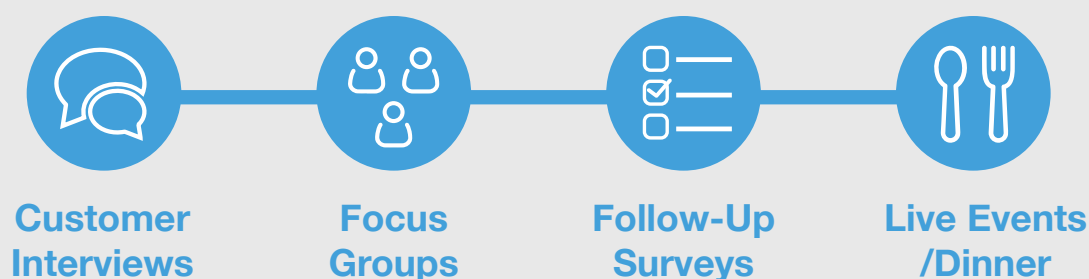 Customer
Interviews
Focus
Groups
Follow-Up
Surveys
Live Events
/Dinner